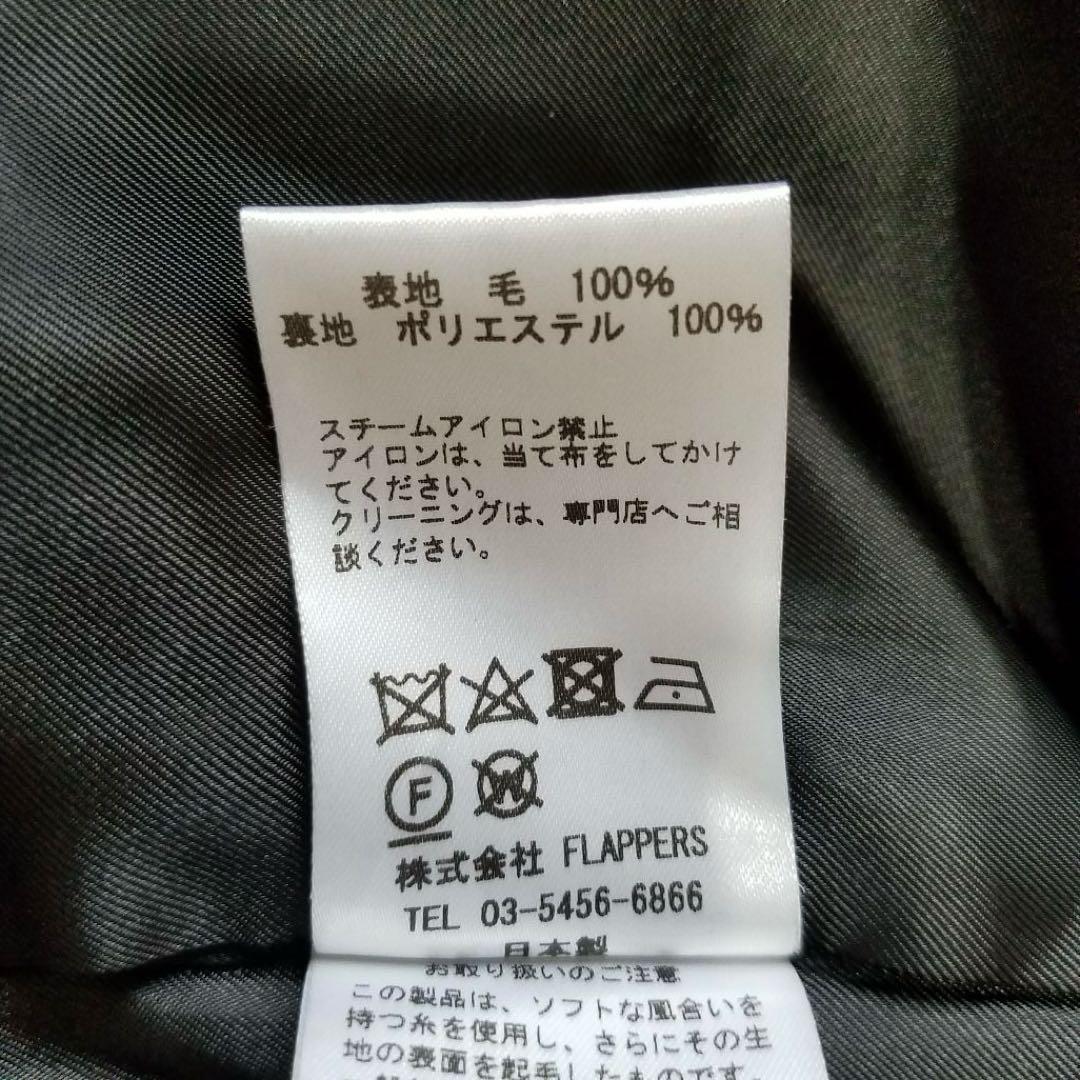 表地 毛 100%
裏地 ポリエステル 100%
スチームアイロン禁止
アイロンは、当て布をしてかけ
てください。
クリーニングは、専門店へご相
談ください。
F W
株式会社 FLAPPERS
TEL 03-5456-6866
日本製
お取り扱いのご注意
この製品は、ソフトな風合いを
持つ糸を使用し、さらにその生
地の表面を起毛したものです。